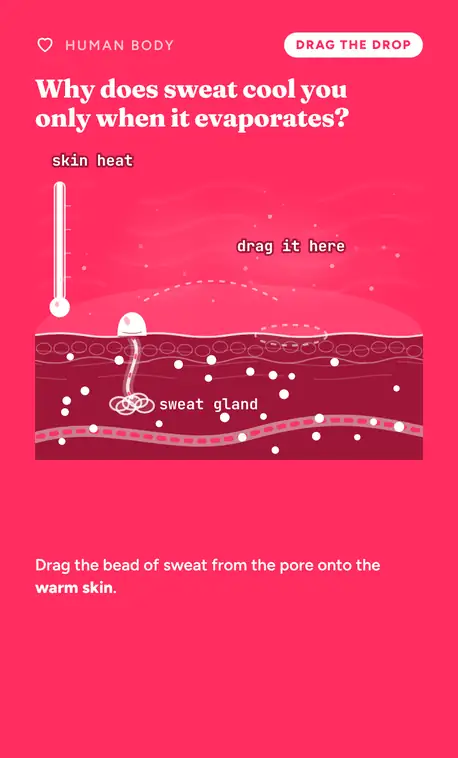 HUMAN BODY
DRAG THE DROP
Why does sweat cool you
only when it evaporates?
skin heat
drag it here
sweat gland
Drag the bead of sweat from the pore onto the
warm skin.